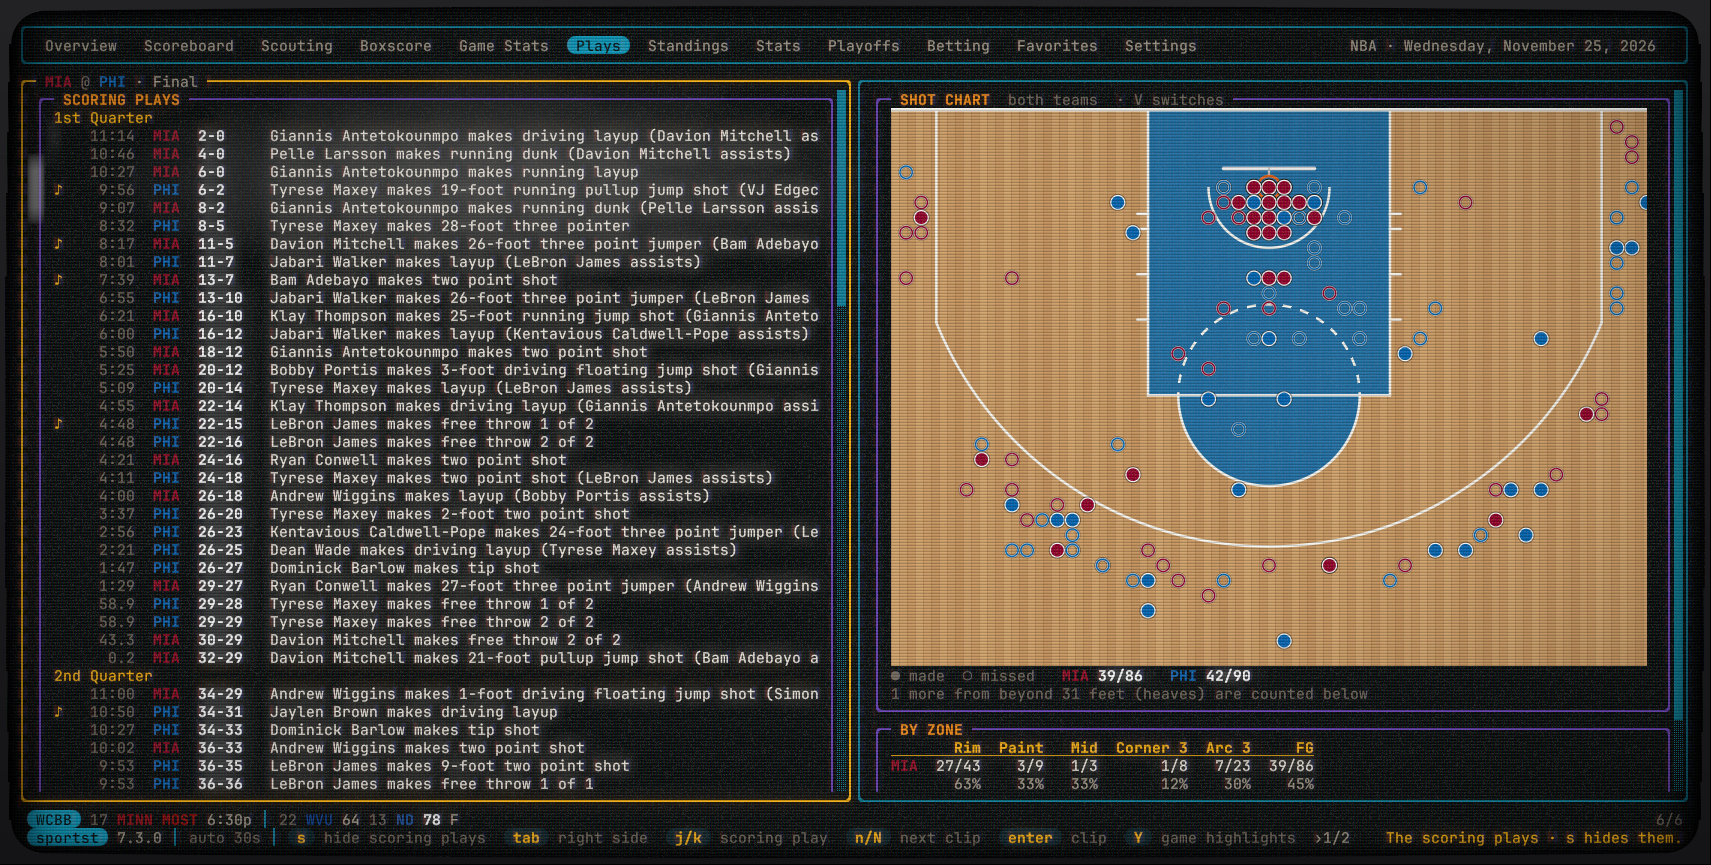 Overview Scoreboard Scouting Boxscore Game Stats Plays Standings Stats Playoffs Betting Favorites Settings NBA · Wednesday, November 25, 2026
MIA @ PHI · Final
SCORING PLAYS
1st Quarter
11:14 MIA 2-0 Giannis Antetokounmpo makes driving layup (Davion Mitchell as
10:46 MIA 4-0 Pelle Larsson makes running dunk (Davion Mitchell assists)
10:27 MIA 6-0 Giannis Antetokounmpo makes running layup
♪ 9:56 PHI 6-2 Tyrese Maxey makes 19-foot running pullup jump shot (VJ Edgec
9:07 MIA 8-2 Giannis Antetokounmpo makes running dunk (Pelle Larsson assis
8:32 PHI 8-5 Tyrese Maxey makes 28-foot three pointer
♪ 8:17 MIA 11-5 Davion Mitchell makes 26-foot three point jumper (Bam Adebayo
8:01 PHI 11-7 Jabari Walker makes layup (LeBron James assists)
♪ 7:39 MIA 13-7 Bam Adebayo makes two point shot
6:55 PHI 13-10 Jabari Walker makes 26-foot three point jumper (LeBron James
6:21 MIA 16-10 Klay Thompson makes 25-foot running jump shot (Giannis Anteto
6:00 PHI 16-12 Jabari Walker makes layup (Kentavious Caldwell-Pope assists)
5:50 MIA 18-12 Giannis Antetokounmpo makes two point shot
5:25 MIA 20-12 Bobby Portis makes 3-foot driving floating jump shot (Giannis
5:09 PHI 20-14 Tyrese Maxey makes layup (LeBron James assists)
4:55 MIA 22-14 Klay Thompson makes driving layup (Giannis Antetokounmpo assi
♪ 4:48 PHI 22-15 LeBron James makes free throw 1 of 2
4:48 PHI 22-16 LeBron James makes free throw 2 of 2
4:21 MIA 24-16 Ryan Conwell makes two point shot
4:11 PHI 24-18 Tyrese Maxey makes two point shot (LeBron James assists)
4:00 MIA 26-18 Andrew Wiggins makes layup (Bobby Portis assists)
3:37 PHI 26-20 Tyrese Maxey makes 2-foot two point shot
2:56 PHI 26-23 Kentavious Caldwell-Pope makes 24-foot three point jumper (Le
2:21 PHI 26-25 Dean Wade makes driving layup (Tyrese Maxey assists)
1:47 PHI 26-27 Dominick Barlow makes tip shot
1:29 MIA 29-27 Ryan Conwell makes 27-foot three point jumper (Andrew Wiggins
58.9 PHI 29-28 Tyrese Maxey makes free throw 1 of 2
58.9 PHI 29-29 Tyrese Maxey makes free throw 2 of 2
43.3 MIA 30-29 Davion Mitchell makes free throw 2 of 2
0.2 MIA 32-29 Davion Mitchell makes 21-foot pullup jump shot (Bam Adebayo a
2nd Quarter
11:00 MIA 34-29 Andrew Wiggins makes 1-foot driving floating jump shot (Simon
♪ 10:50 PHI 34-31 Jaylen Brown makes driving layup
10:27 PHI 34-33 Dominick Barlow makes tip shot
10:02 MIA 36-33 Andrew Wiggins makes two point shot
9:53 PHI 36-35 LeBron James makes 9-foot two point shot
9:53 PHI 36-36 LeBron James makes free throw 1 of 1
SHOT CHART both teams · V switches
● made ○ missed MIA 39/86 PHI 42/90
1 more from beyond 31 feet (heaves) are counted below
BY ZONE
Rim Paint Mid Corner 3 Arc 3 FG
MIA 27/43 3/9 1/3 1/8 7/23 39/86
63% 33% 33% 12% 30% 45%
WCBB 17 MINN MOST 6:30p 22 WVU 64 13 ND 78 F 6/6
sportst 7.3.0 auto 30s s hide scoring plays tab right side j/k scoring play n/N next clip enter clip Y game highlights ›1/2 The scoring plays · s hides them.